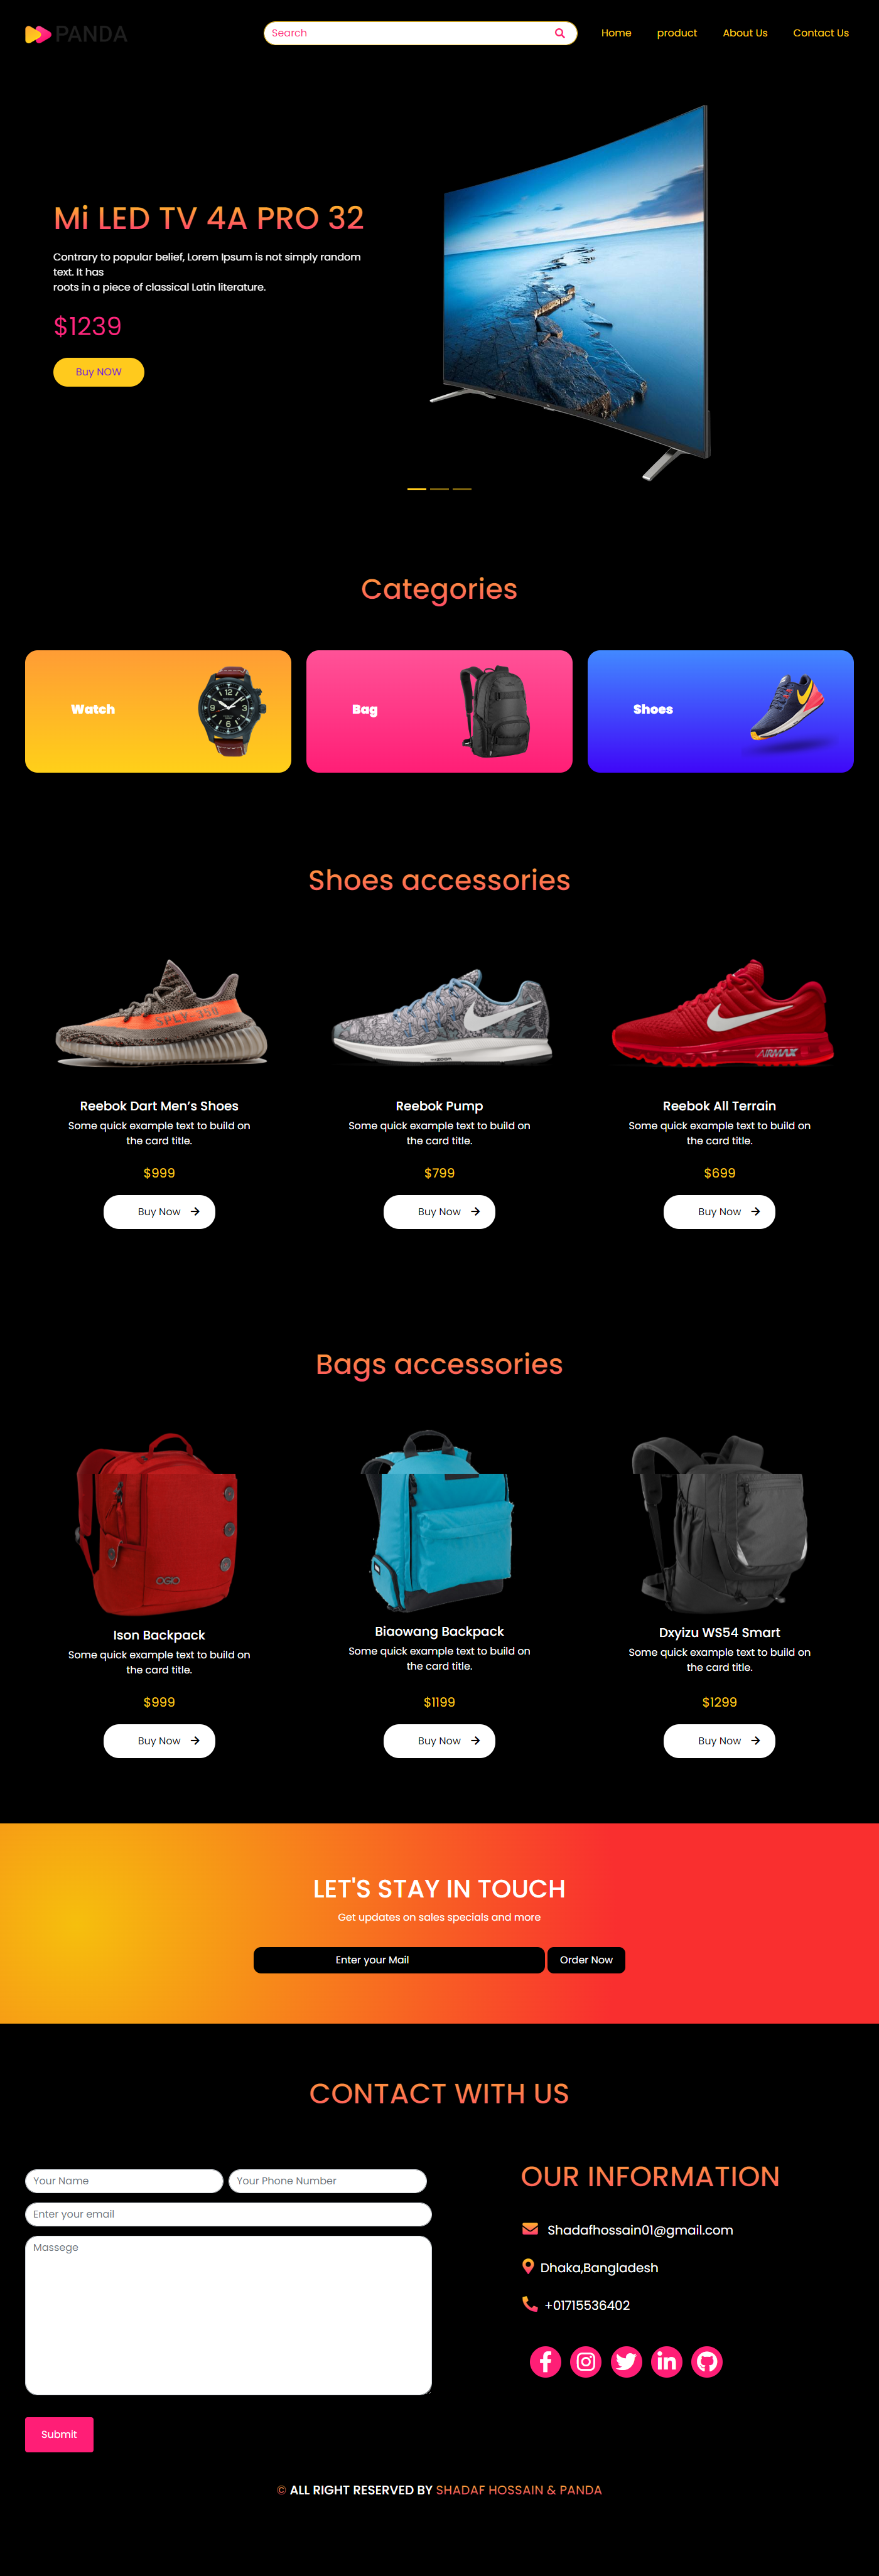 PANDA
Search
Home product About Us Contact Us
Mi LED TV 4A PRO 32
Contrary to popular belief, Lorem Ipsum is not simply random
text. It has
roots in a piece of classical Latin literature.
$1239
Buy NOW
Categories
Watch
Bag
Shoes
Shoes accessories
SPLY-350
ZOOM
AIRMAX
Reebok Dart Men’s Shoes
Some quick example text to build on
the card title.
$999
Buy Now
Reebok Pump
Some quick example text to build on
the card title.
$799
Buy Now
Reebok All Terrain
Some quick example text to build on
the card title.
$699
Buy Now
Bags accessories
OGIO
Ison Backpack
Some quick example text to build on
the card title.
$999
Buy Now
Biaowang Backpack
Some quick example text to build on
the card title.
$1199
Buy Now
Dxyizu WS54 Smart
Some quick example text to build on
the card title.
$1299
Buy Now
LET'S STAY IN TOUCH
Get updates on sales specials and more
Enter your Mail
Order Now
CONTACT WITH US
Your Name
Your Phone Number
Enter your email
Massege
Submit
OUR INFORMATION
Shadafhossain01@gmail.com
Dhaka,Bangladesh
+01715536402
© ALL RIGHT RESERVED BY SHADAF HOSSAIN & PANDA